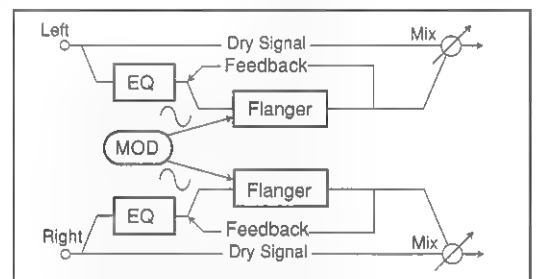 Left
Dry Signal
Mix
Feedback
EQ
Flanger
MOD
Flanger
EQ
Feedback
Right
Dry Signal
Mix